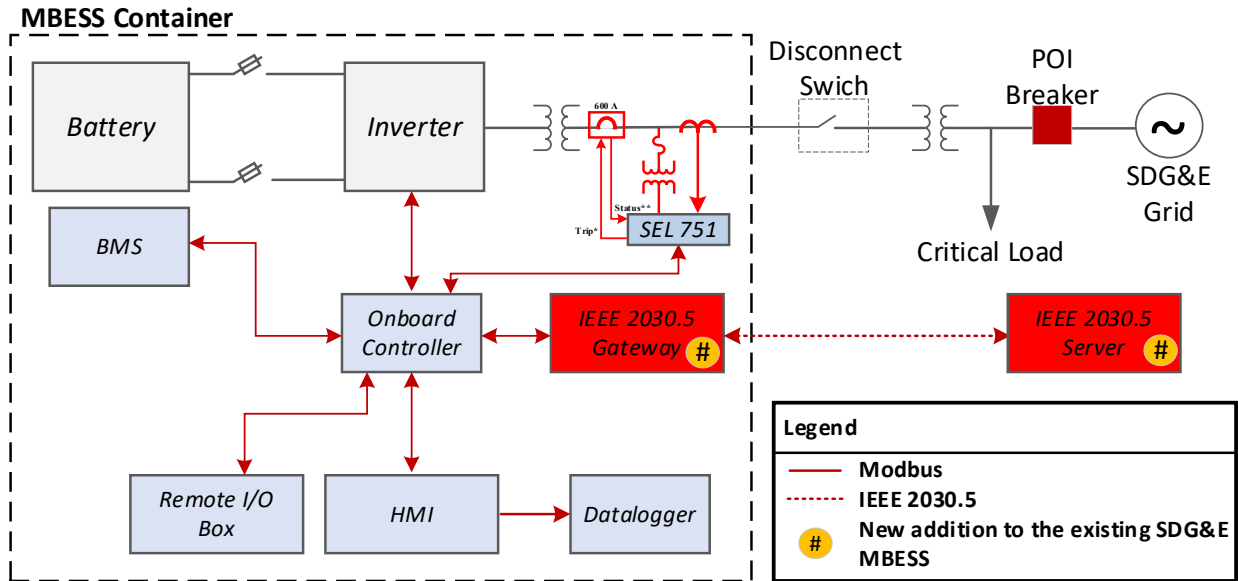 MBESS Container
Battery
Inverter
600 A
Disconnect
Swich
POI
Breaker
~
SDG&E
Grid
Status**
Trip*
SEL 751
Critical Load
BMS
Onboard
Controller
IEEE 2030.5
Gateway
#
IEEE 2030.5
Server
#
Remote I/O
Box
HMI
Datalogger
Legend
Modbus
IEEE 2030.5
# New addition to the existing SDG&E
MBESS